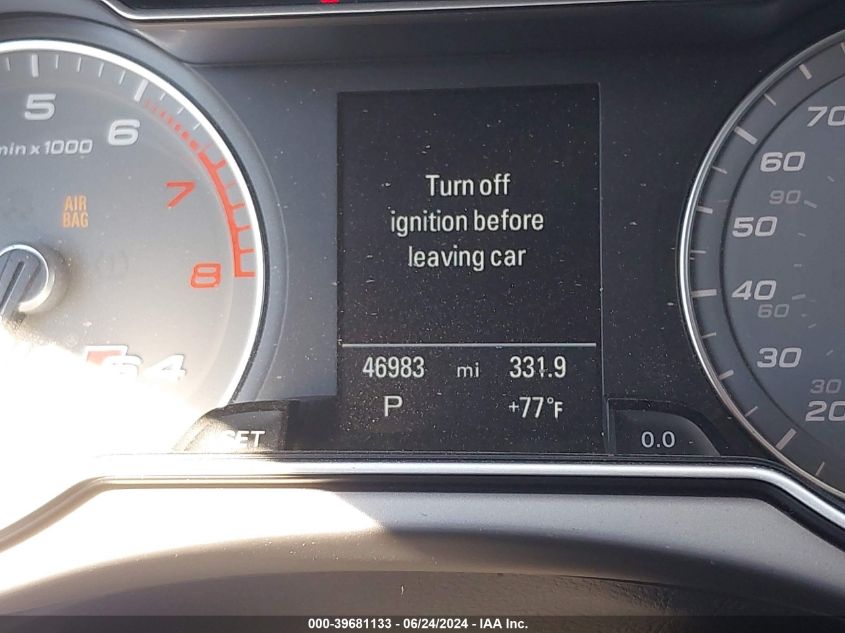 5
6
min x 1000
7
8
AIR
BAG
S4
Turn off
ignition before
leaving car
46983 mi 331.9
P +77°F
SET
0.0
70
60
90
50
40
60
30
30
20
000-39681133 - 06/24/2024 - IAA Inc.